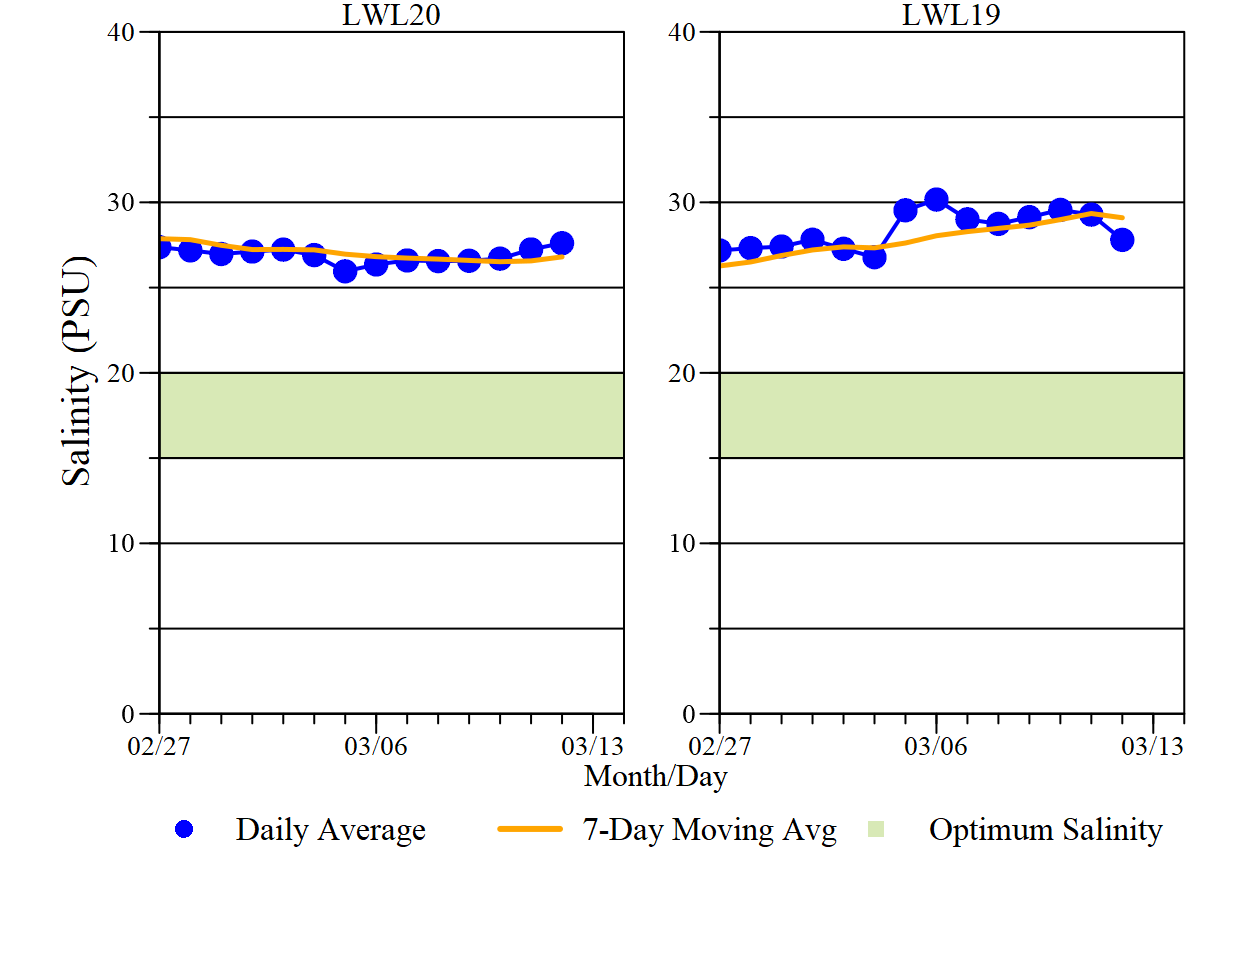 LWL20
LWL19
40
40
30
30
20
20
10
10
0
0
Salinity (PSU)
02/27
03/06
03/13
02/27
03/06
03/13
Month/Day
Daily Average
7-Day Moving Avg
Optimum Salinity